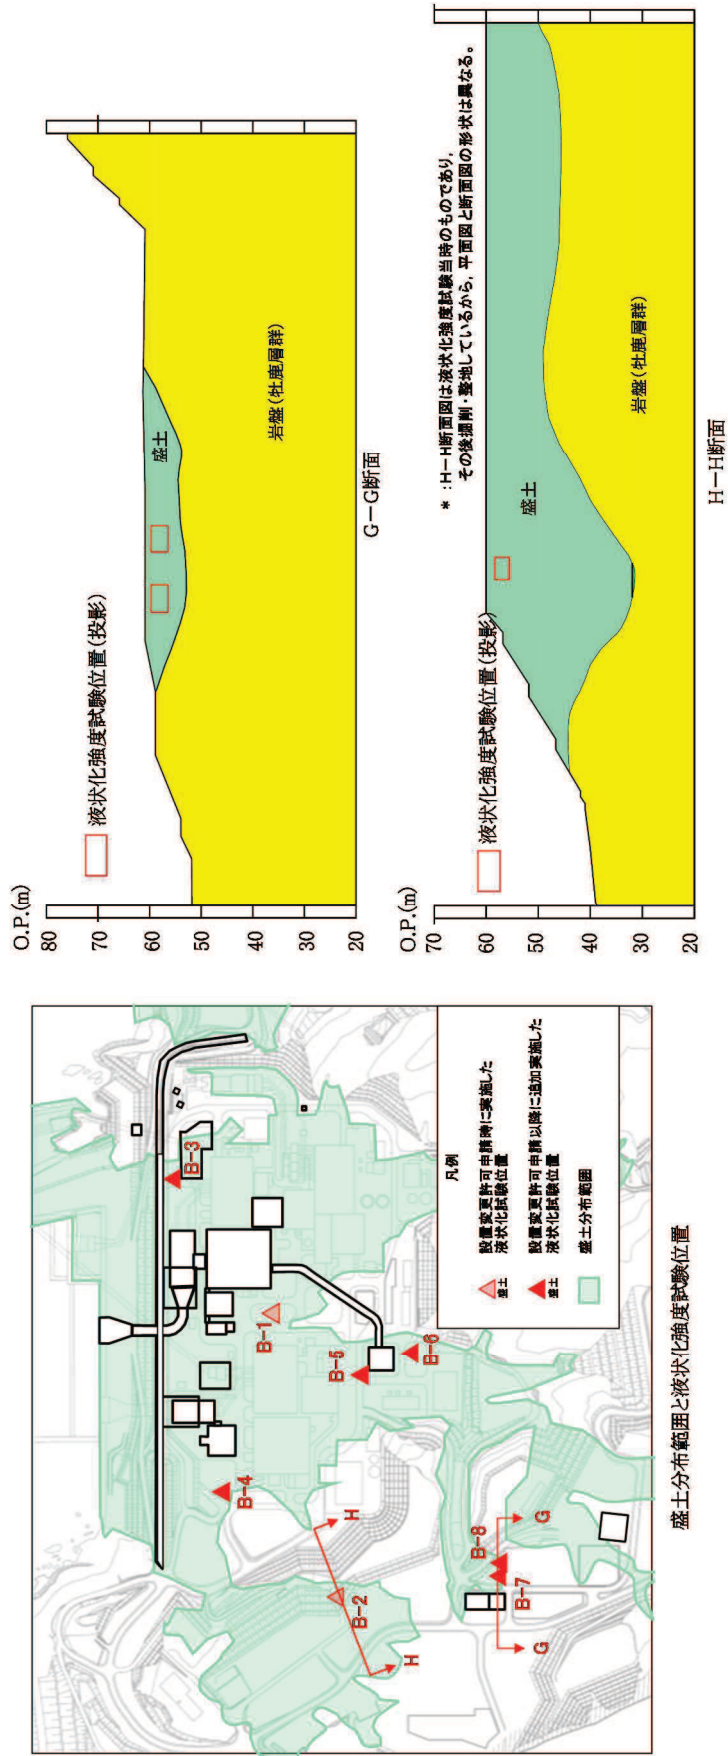 O.P.(m)
80
70
60
50
40
30
20
液状化強度試験位置(投影)
盛土
岩盤(牡鹿層群)
G－G断面
O.P.(m)
70
60
50
40
30
20
液状化強度試験位置(投影)
盛土
岩盤(牡鹿層群)
＊：H－H断面図は液状化強度試験当時のものであり,
その後掘削・整地しているから, 平面図と断面図の形状は異なる。
H－H断面
B-3
B-1
B-5
B-6
B-4
H
B-2
H
B-8
B-7
G
G
凡例
盛土
設置変更許可申請時に実施した
液状化試験位置
盛土
設置変更許可申請以降に追加実施した
液状化試験位置
盛土分布範囲
盛土分布範囲と液状化強度試験位置